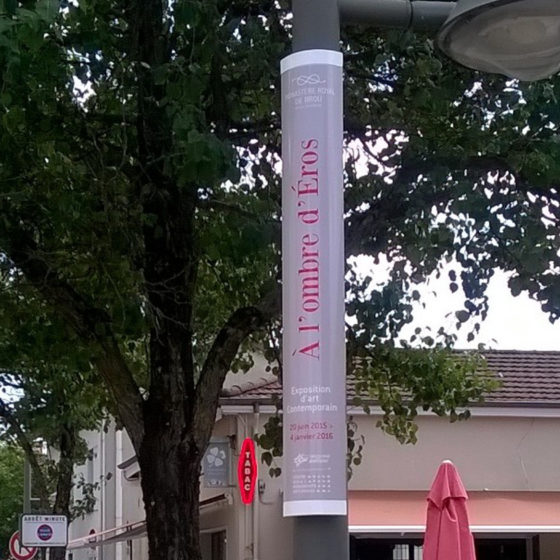 MONASTÈRE ROYAL
DE BROU
À l'ombre d'Éros
Exposition
d'art
Contemporain
20 juin 2015 >
4 janvier 2016
TABAC
ARRÊT MINUTE